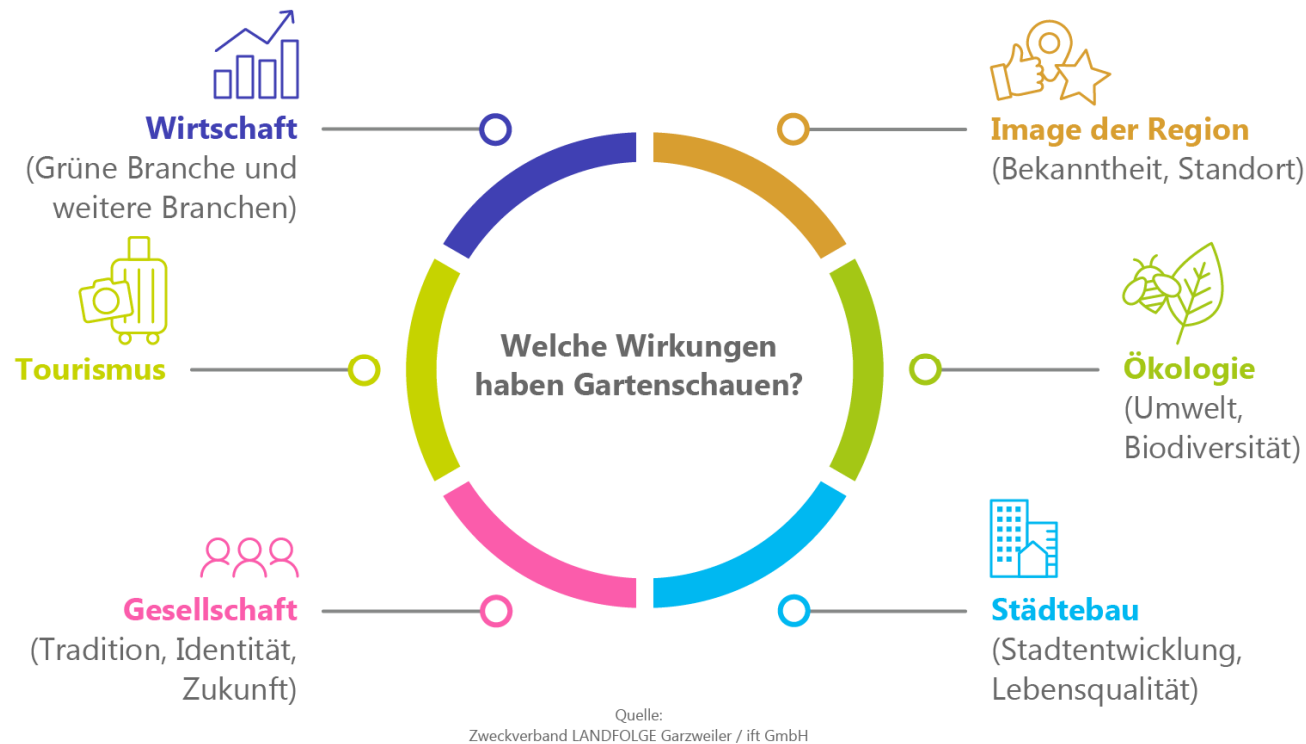 Wirtschaft
(Grüne Branche und
weitere Branchen)
Tourismus
Gesellschaft
(Tradition, Identität,
Zukunft)
Welche Wirkungen
haben Gartenschauen?
Image der Region
(Bekanntheit, Standort)
Ökologie
(Umwelt,
Biodiversität)
Städtebau
(Stadtentwicklung,
Lebensqualität)
Quelle:
Zweckverband LANDFOLGE Garzweiler / ift GmbH